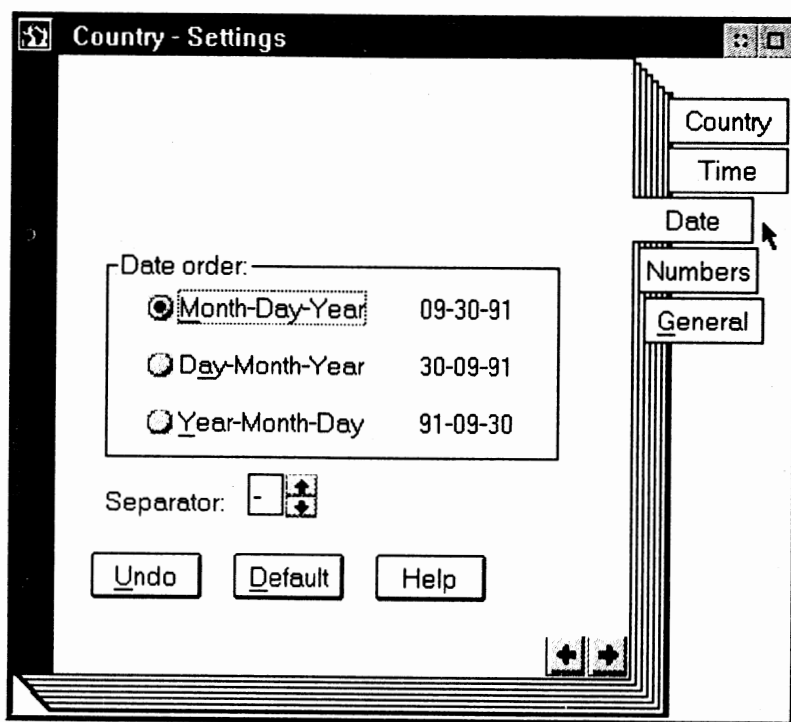 Country - Settings
Country
Time
Date
Numbers
General
Date order:
Month-Day-Year 09-30-91
Day-Month-Year 30-09-91
Year-Month-Day 91-09-30
Separator: -
Undo Default Help